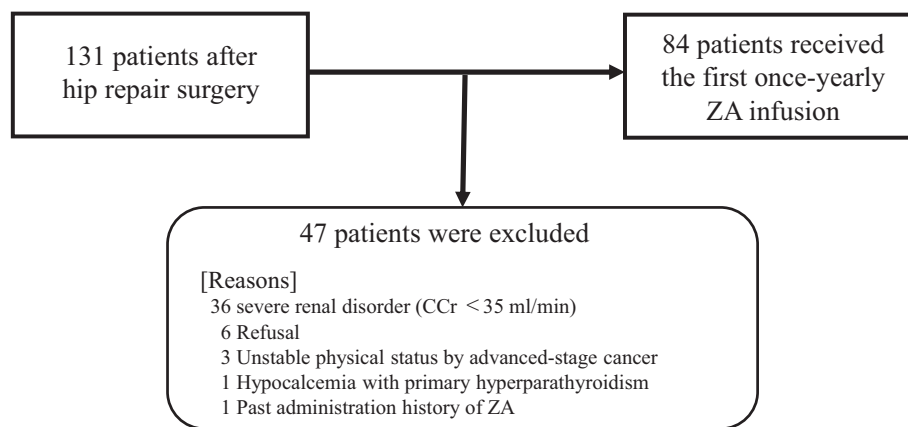 131 patients after
hip repair surgery
84 patients received
the first once-yearly
ZA infusion
47 patients were excluded
[Reasons]
36 severe renal disorder (CCr < 35 ml/min)
6 Refusal
3 Unstable physical status by advanced-stage cancer
1 Hypocalcemia with primary hyperparathyroidism
1 Past administration history of ZA